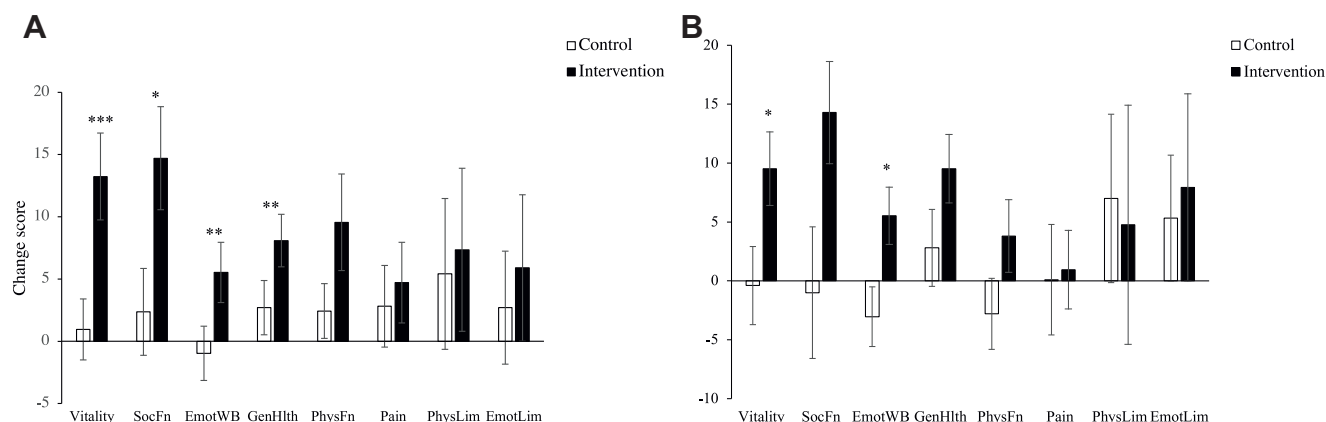 A
Control
Intervention
Change score
20
15
10
5
0
-5
***
*
**
**
Vitality SocFn EmotWB GenHlth PhysFn Pain PhysLim EmotLim
B
Control
Intervention
20
15
10
5
0
-5
-10
*
*
Vitality SocFn EmotWB GenHlth PhysFn Pain PhysLim EmotLim